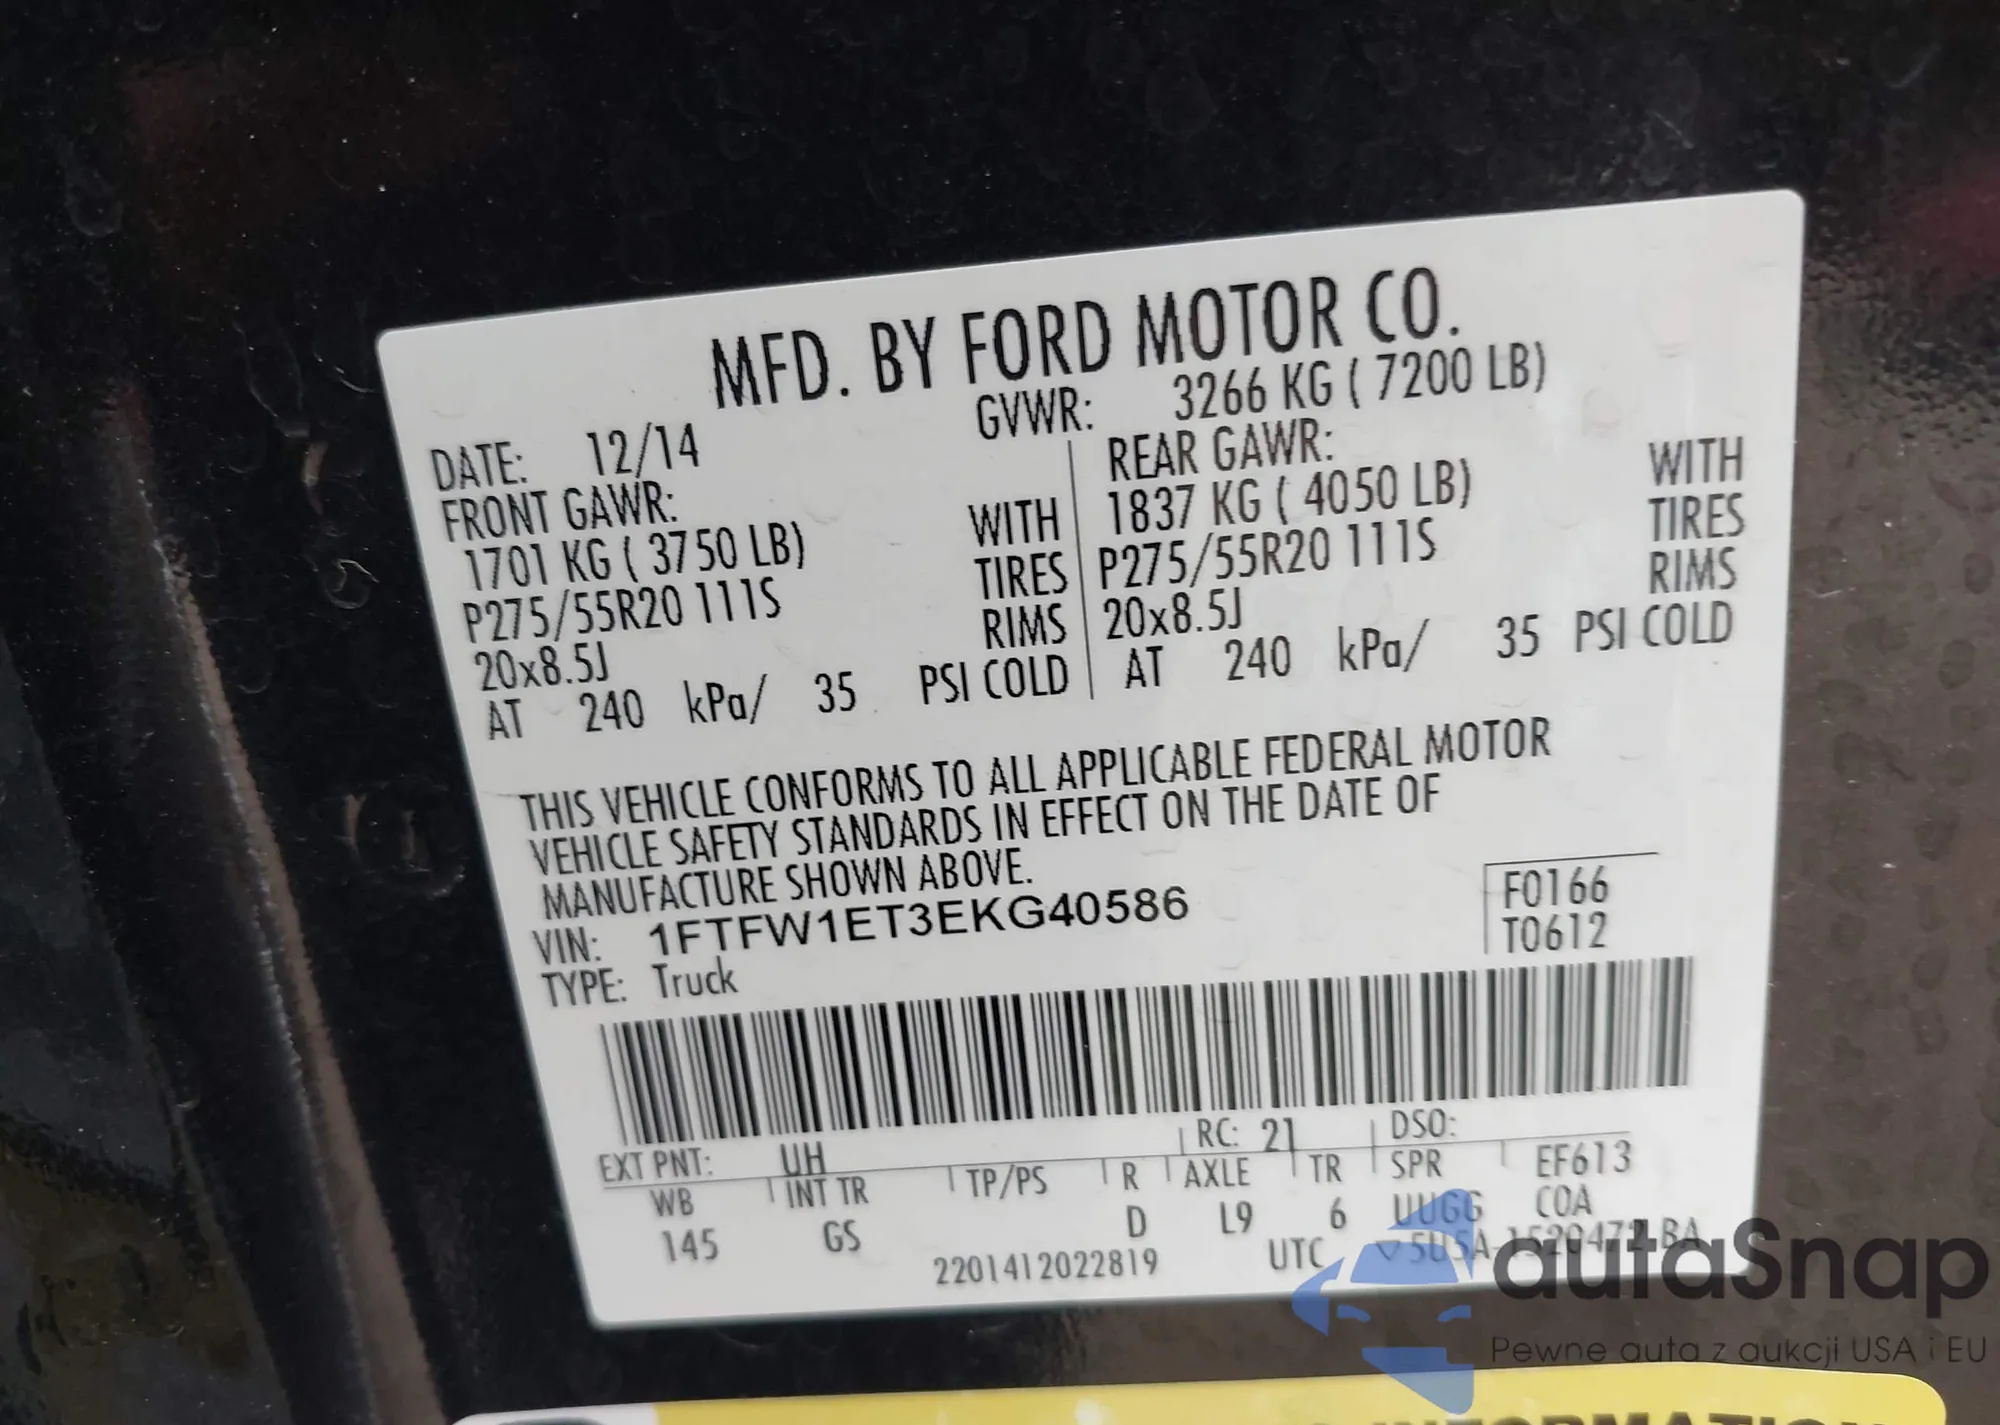 MFD. BY FORD MOTOR CO.
DATE: 12/14 GVWR: 3266 KG ( 7200 LB)
FRONT GAWR: REAR GAWR:
1701 KG ( 3750 LB) WITH 1837 KG ( 4050 LB) WITH
P275/55R20 111S TIRES P275/55R20 111S TIRES
20x8.5J RIMS 20x8.5J RIMS
AT 240 kPa/ 35 PSI COLD AT 240 kPa/ 35 PSI COLD
THIS VEHICLE CONFORMS TO ALL APPLICABLE FEDERAL MOTOR
VEHICLE SAFETY STANDARDS IN EFFECT ON THE DATE OF
MANUFACTURE SHOWN ABOVE.
VIN: 1FTFW1ET3EKG40586 F0166
TYPE: Truck T0612
EXT PNT: UH RC: 21 DSO:
WB INT TR TP/PS R AXLE TR SPR EF613
145 GS D L9 6 UUGG COA
2201412022819 UTC
autaSnap
Pewne auta z aukcji USA i EU
INFORMATION